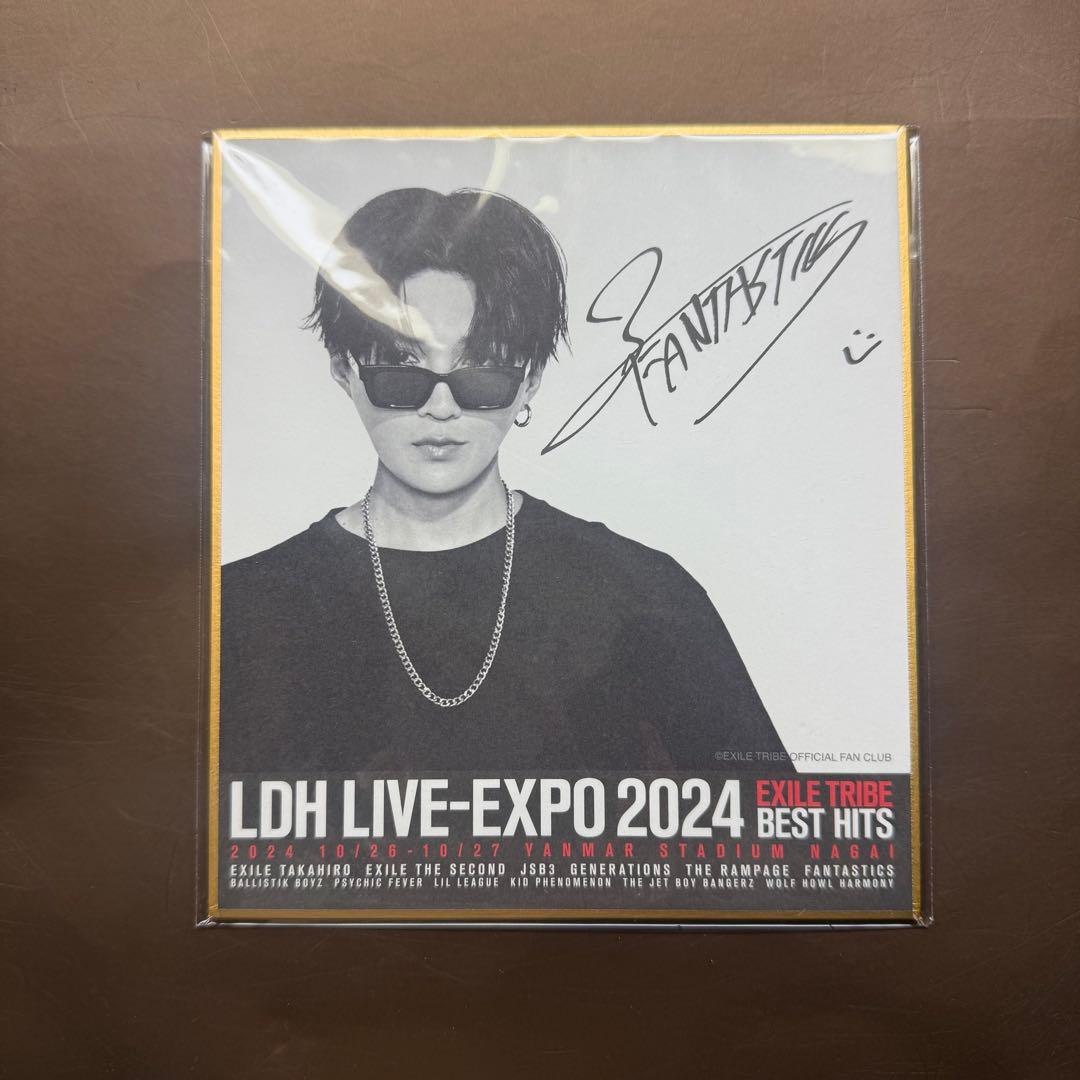 FANTASTICS
©EXILE TRIBE OFFICIAL FAN CLUB
LDH LIVE-EXPO 2024 EXILE TRIBE BEST HITS
2024 10/26-10/27 YANMAR STADIUM NAGAI
EXILE TAKAHIRO EXILE THE SECOND JSB3 GENERATIONS THE RAMPAGE FANTASTICS
BALLISTIK BOYZ PSYCHIC FEVER LIL LEAGUE KID PHENOMENON THE JET BOY BANGERZ WOLF HOWL HARMONY